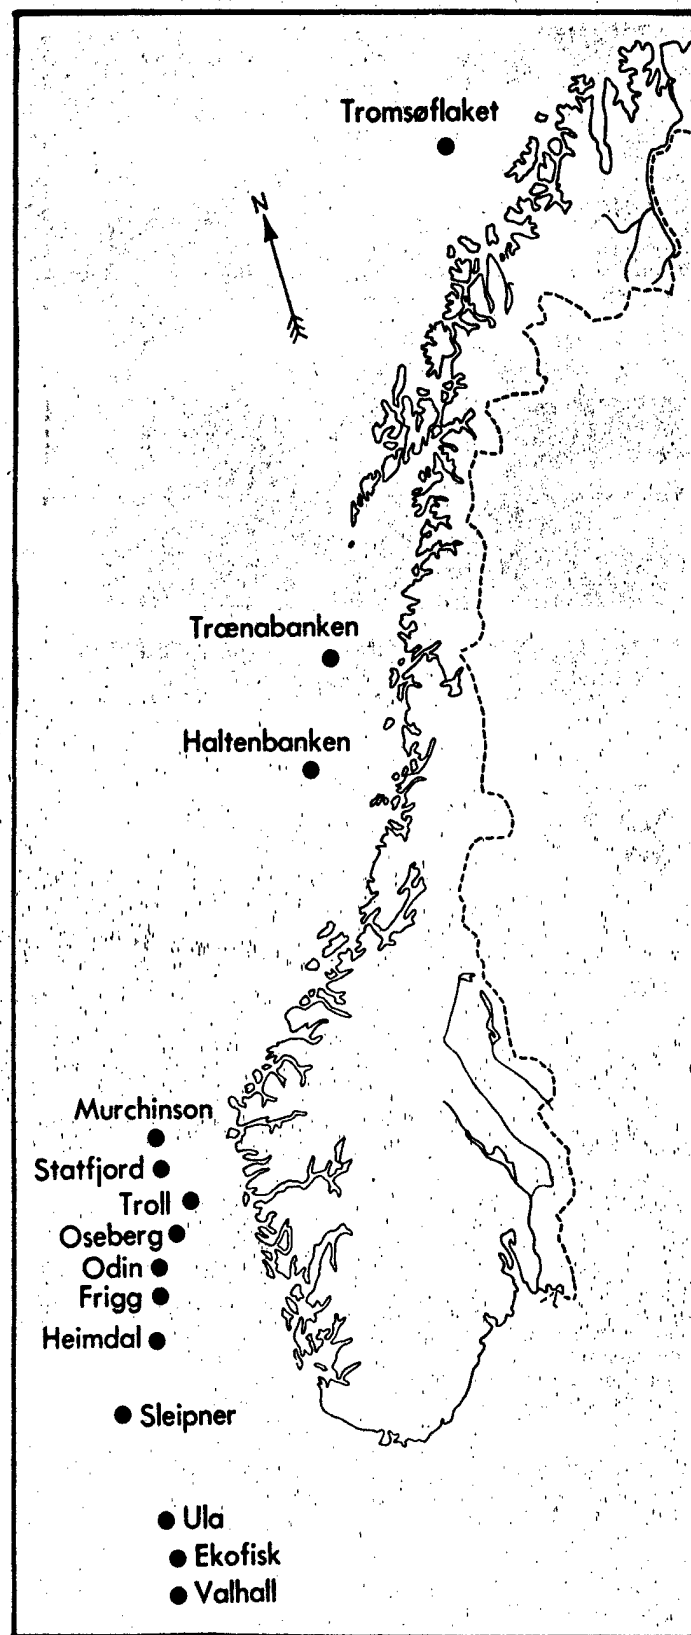 Tromsøflaket
N
Trænabanken
Haltenbanken
Murchinson
Statfjord
Troll
Oseberg
Odin
Frigg
Heimdal
Sleipner
Ula
Ekofisk
Valhall